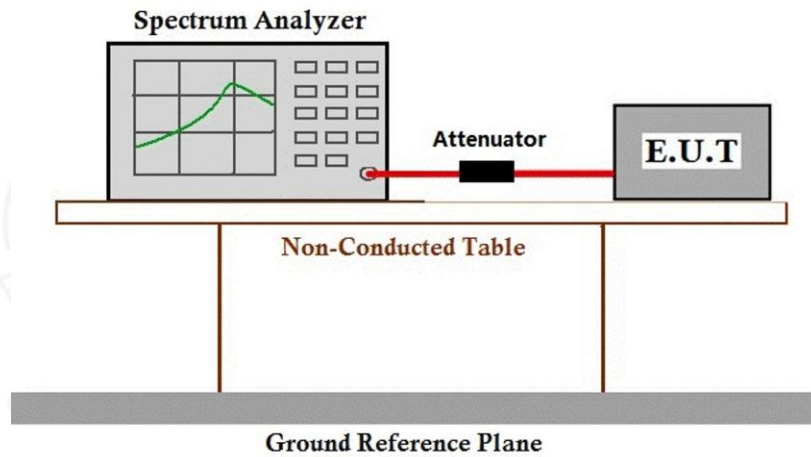 Spectrum Analyzer
Attenuator
E.U.T
Non-Conducted Table
Ground Reference Plane